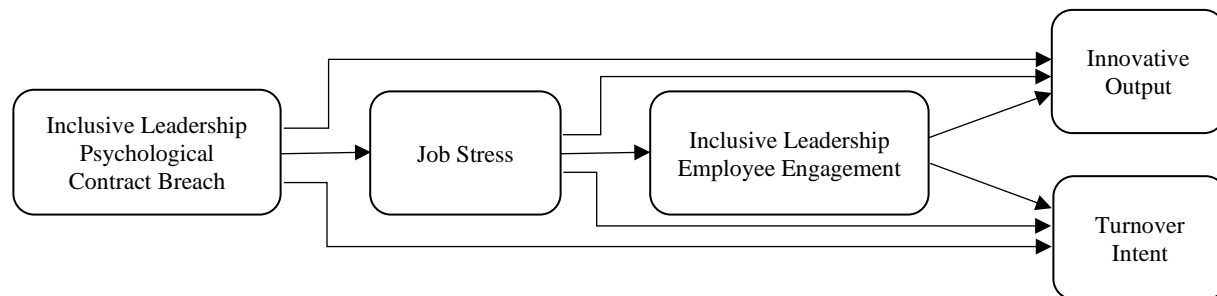 Inclusive Leadership
Psychological
Contract Breach
Job Stress
Inclusive Leadership
Employee Engagement
Innovative
Output
Turnover
Intent